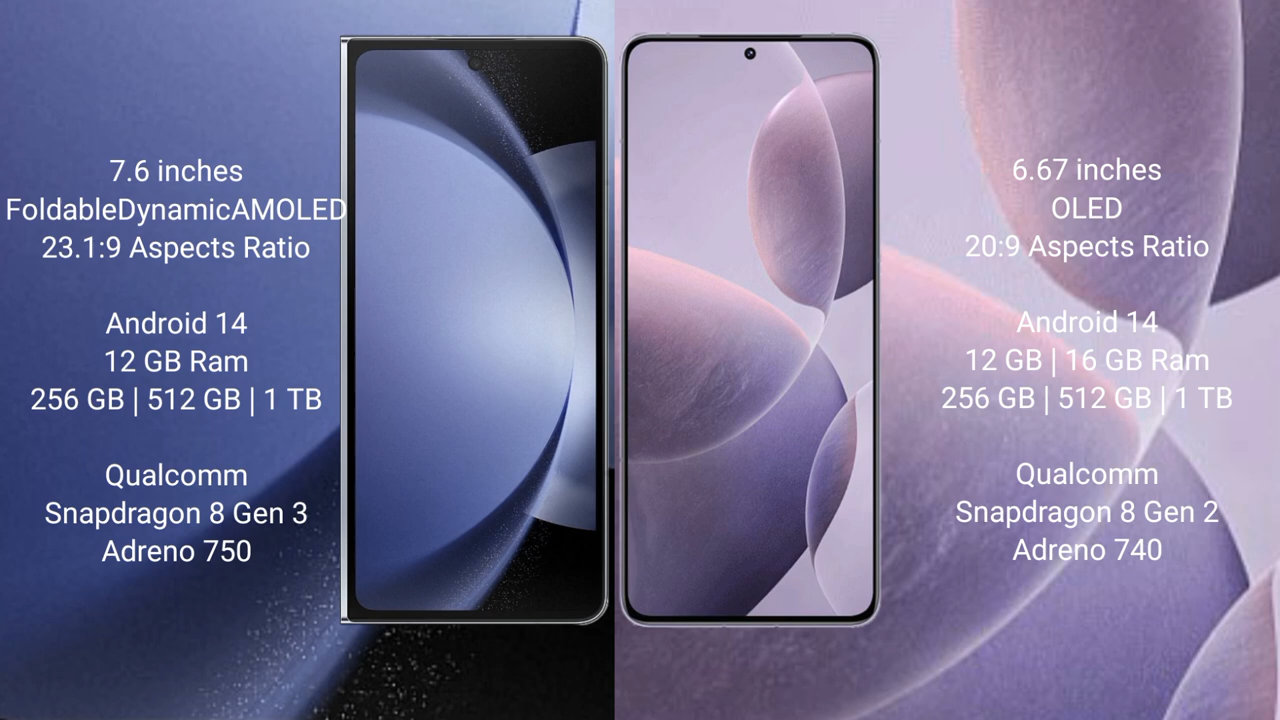 7.6 inches
FoldableDynamicAMOLED
23.1:9 Aspects Ratio
Android 14
12 GB Ram
256 GB | 512 GB | 1 TB
Qualcomm
Snapdragon 8 Gen 3
Adreno 750
6.67 inches
OLED
20:9 Aspects Ratio
Android 14
12 GB | 16 GB Ram
256 GB | 512 GB | 1 TB
Qualcomm
Snapdragon 8 Gen 2
Adreno 740